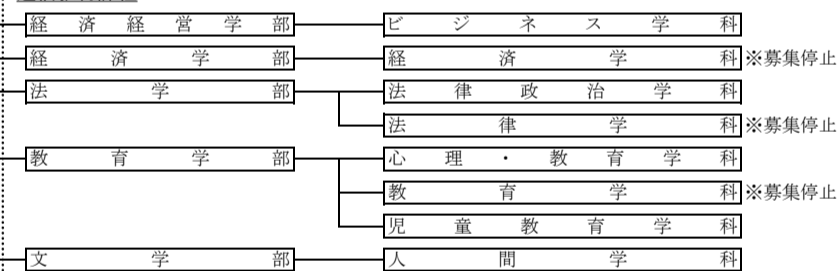 経済経営学部 ビジネス学科
経済学部 経済学科 ※募集停止
法学部 法律政治学科
法律学科 ※募集停止
教育学部 心理・教育学科
教育学科 ※募集停止
児童教育学科
文学部 人間学科